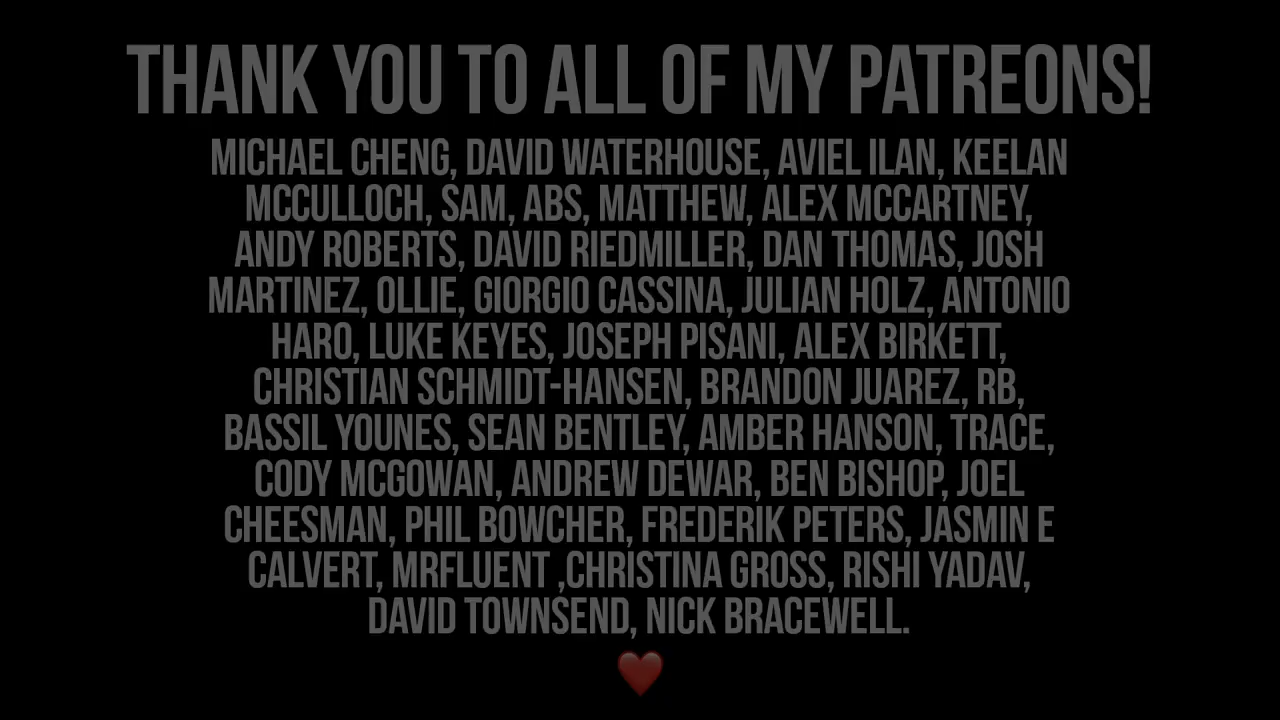 THANK YOU TO ALL OF MY PATREONS!
MICHAEL CHENG, DAVID WATERHOUSE, AVIEL ILAN, KEELAN
MCCULLOCH, SAM, ABS, MATTHEW, ALEX MCCARTNEY,
ANDY ROBERTS, DAVID RIEDMILLER, DAN THOMAS, JOSH
MARTINEZ, OLLIE, GIORGIO CASSINA, JULIAN HOLZ, ANTONIO
HARO, LUKE KEYES, JOSEPH PISANI, ALEX BIRKETT,
CHRISTIAN SCHMIDT-HANSEN, BRANDON JUAREZ, RB,
BASSIL YOUNES, SEAN BENTLEY, AMBER HANSON, TRACE,
CODY MCGOWAN, ANDREW DEWAR, BEN BISHOP, JOEL
CHEESMAN, PHIL BOWCHER, FREDERIK PETERS, JASMIN E
CALVERT, MRFLUENT ,CHRISTINA GROSS, RISHI YADAV,
DAVID TOWNSEND, NICK BRACEWELL.
❤️